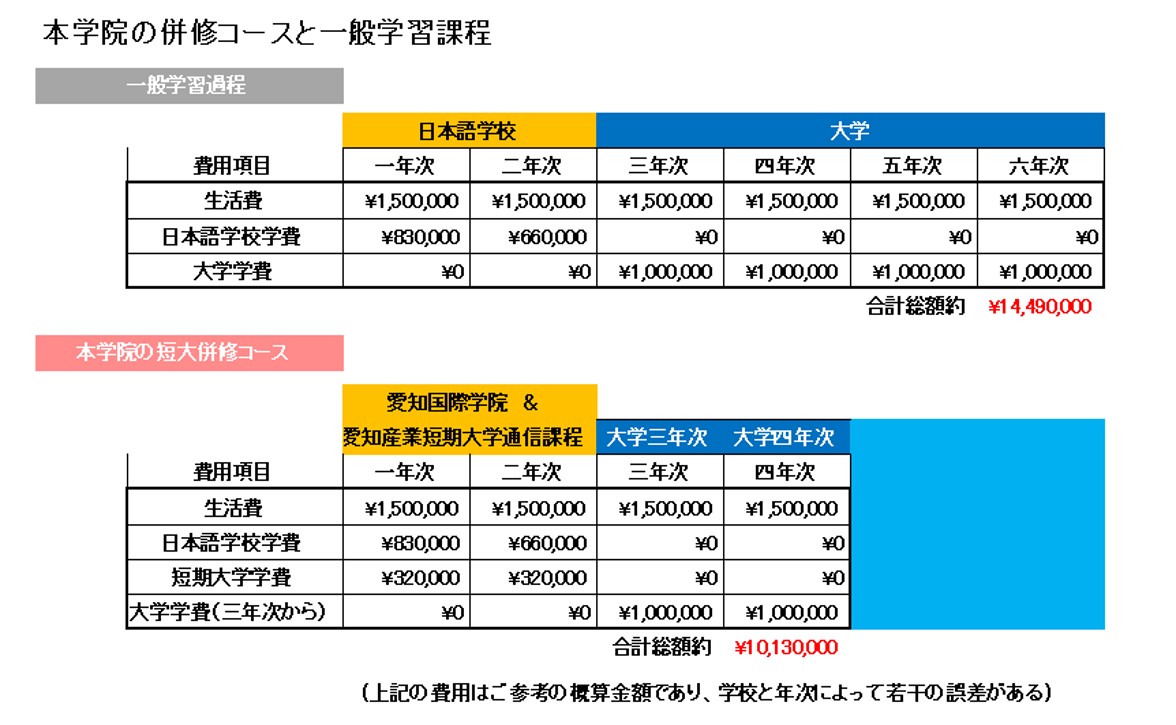 本学院の併修コースと一般学習課程
一般学習過程
日本語学校 大学
費用項目 一年次 二年次 三年次 四年次 五年次 六年次
生活費 ¥1,500,000 ¥1,500,000 ¥1,500,000 ¥1,500,000 ¥1,500,000 ¥1,500,000
日本語学校学費 ¥830,000 ¥660,000 ¥0 ¥0 ¥0 ¥0
大学学費 ¥0 ¥0 ¥1,000,000 ¥1,000,000 ¥1,000,000 ¥1,000,000
合計総額約 ¥14,490,000
本学院の短大併修コース
愛知国際学院 &
愛知産業短期大学通信課程 大学三年次 大学四年次
費用項目 一年次 二年次 三年次 四年次
生活費 ¥1,500,000 ¥1,500,000 ¥1,500,000 ¥1,500,000
日本語学校学費 ¥830,000 ¥660,000 ¥0 ¥0
短期大学学費 ¥320,000 ¥320,000 ¥0 ¥0
大学学費(三年次から) ¥0 ¥0 ¥1,000,000 ¥1,000,000
合計総額約 ¥10,130,000
(上記の費用はご参考の概算金額であり、学校と年次によって若干の誤差がある)